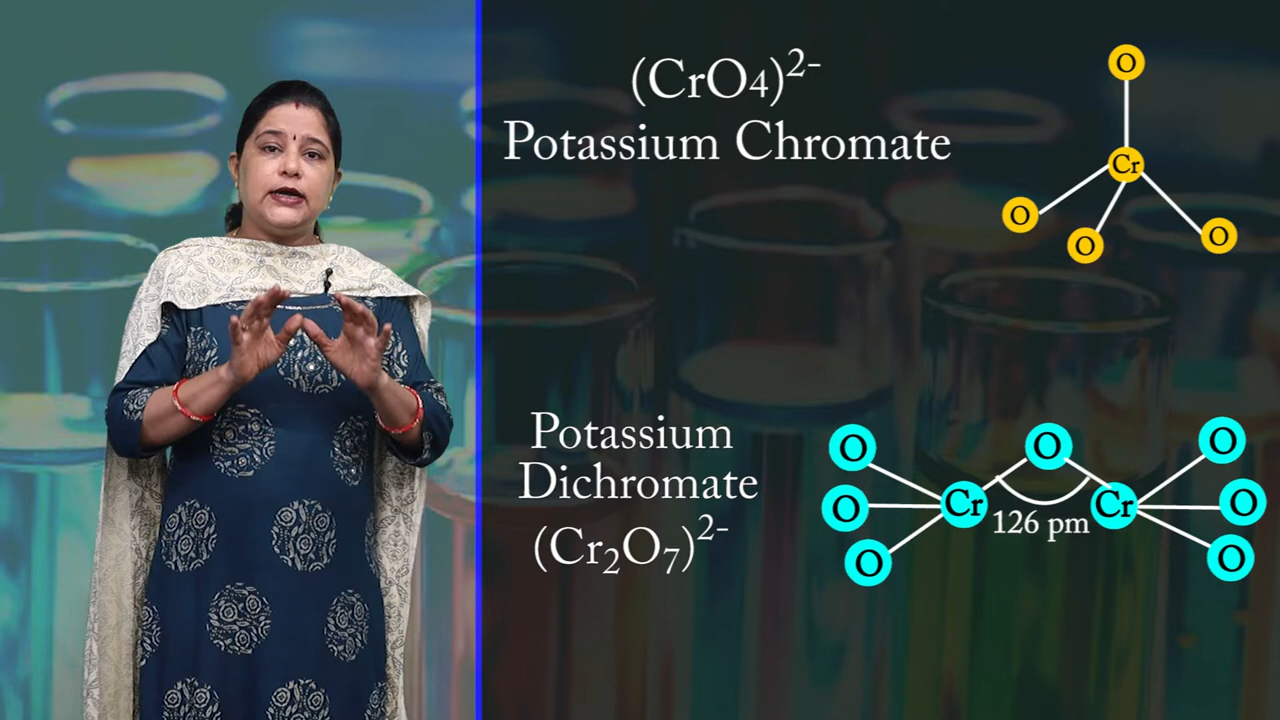 (CrO4)²⁻
Potassium Chromate
O
Cr
O
O
O
Potassium
Dichromate
(Cr₂O₇)²⁻
O
O
O
Cr
O
126 pm
Cr
O
O
O